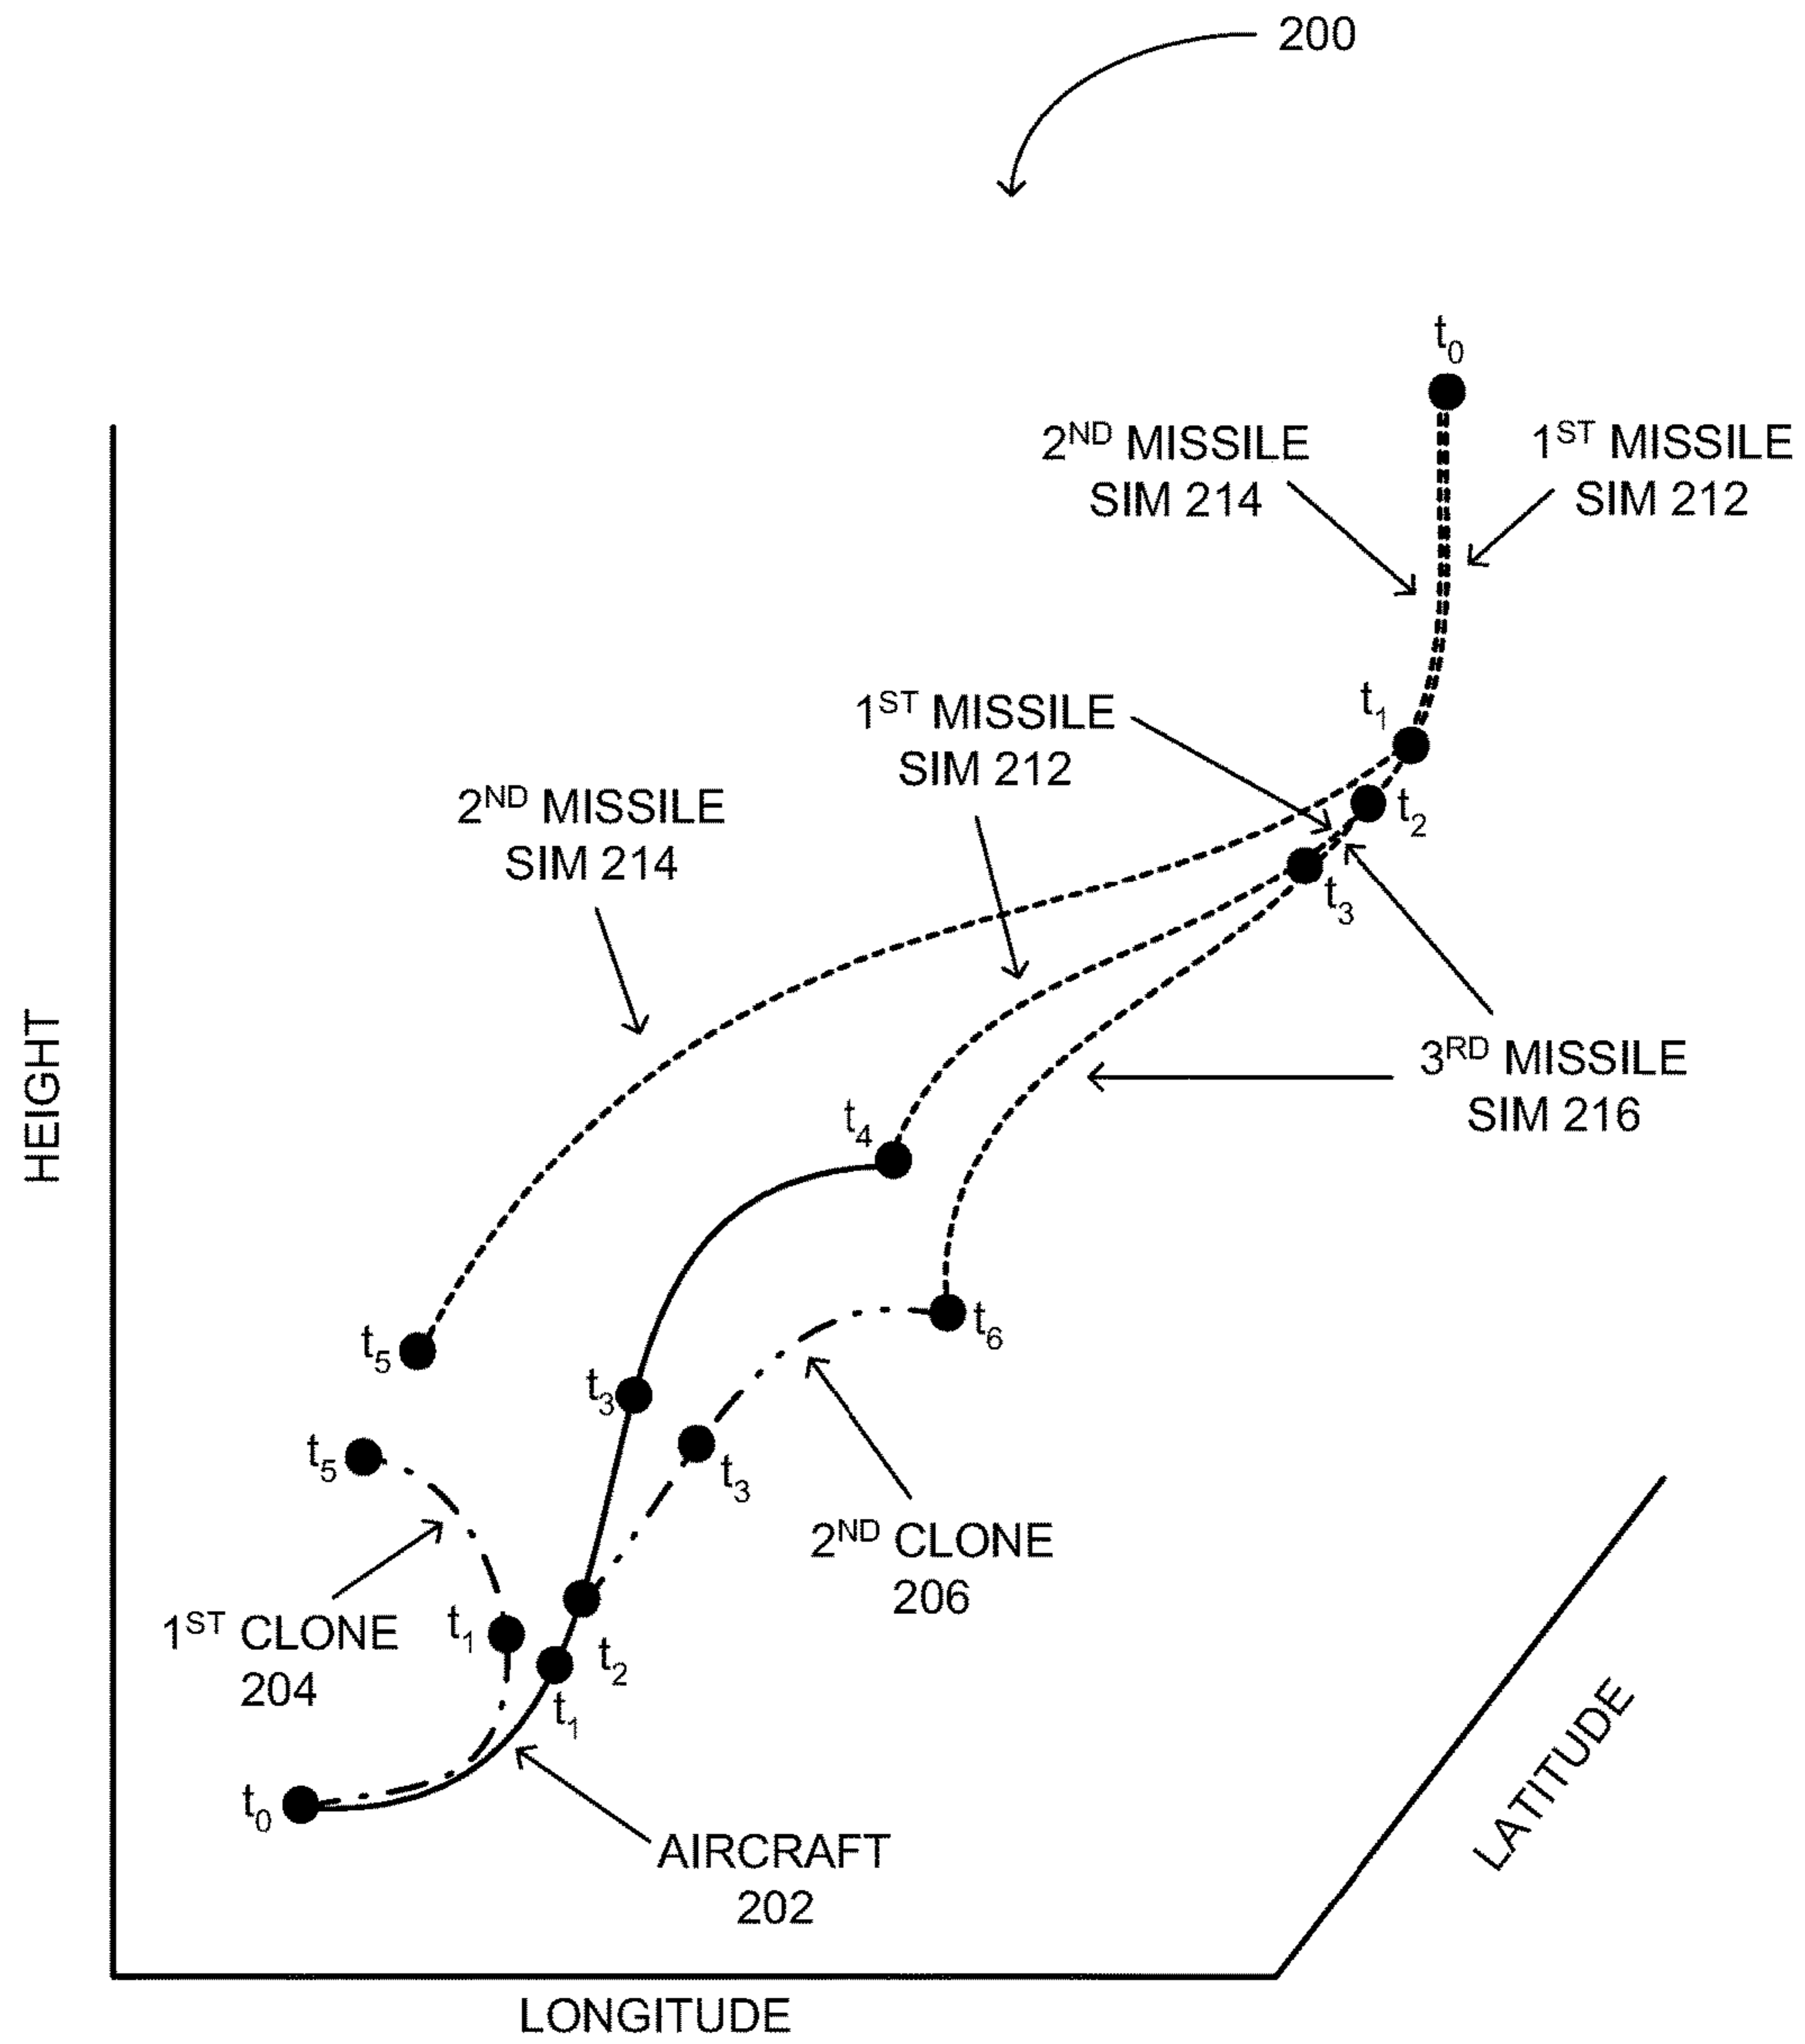 200
t0
2ND MISSILE
SIM 214
1ST MISSILE
SIM 212
t1
1ST MISSILE
SIM 212
t2
2ND MISSILE
SIM 214
t3
3RD MISSILE
SIM 216
HEIGHT
t4
t6
t5
t3
t5
t3
2ND CLONE
206
1ST CLONE
204
t1
t2
t1
t0
AIRCRAFT
202
LATITUDE
LONGITUDE